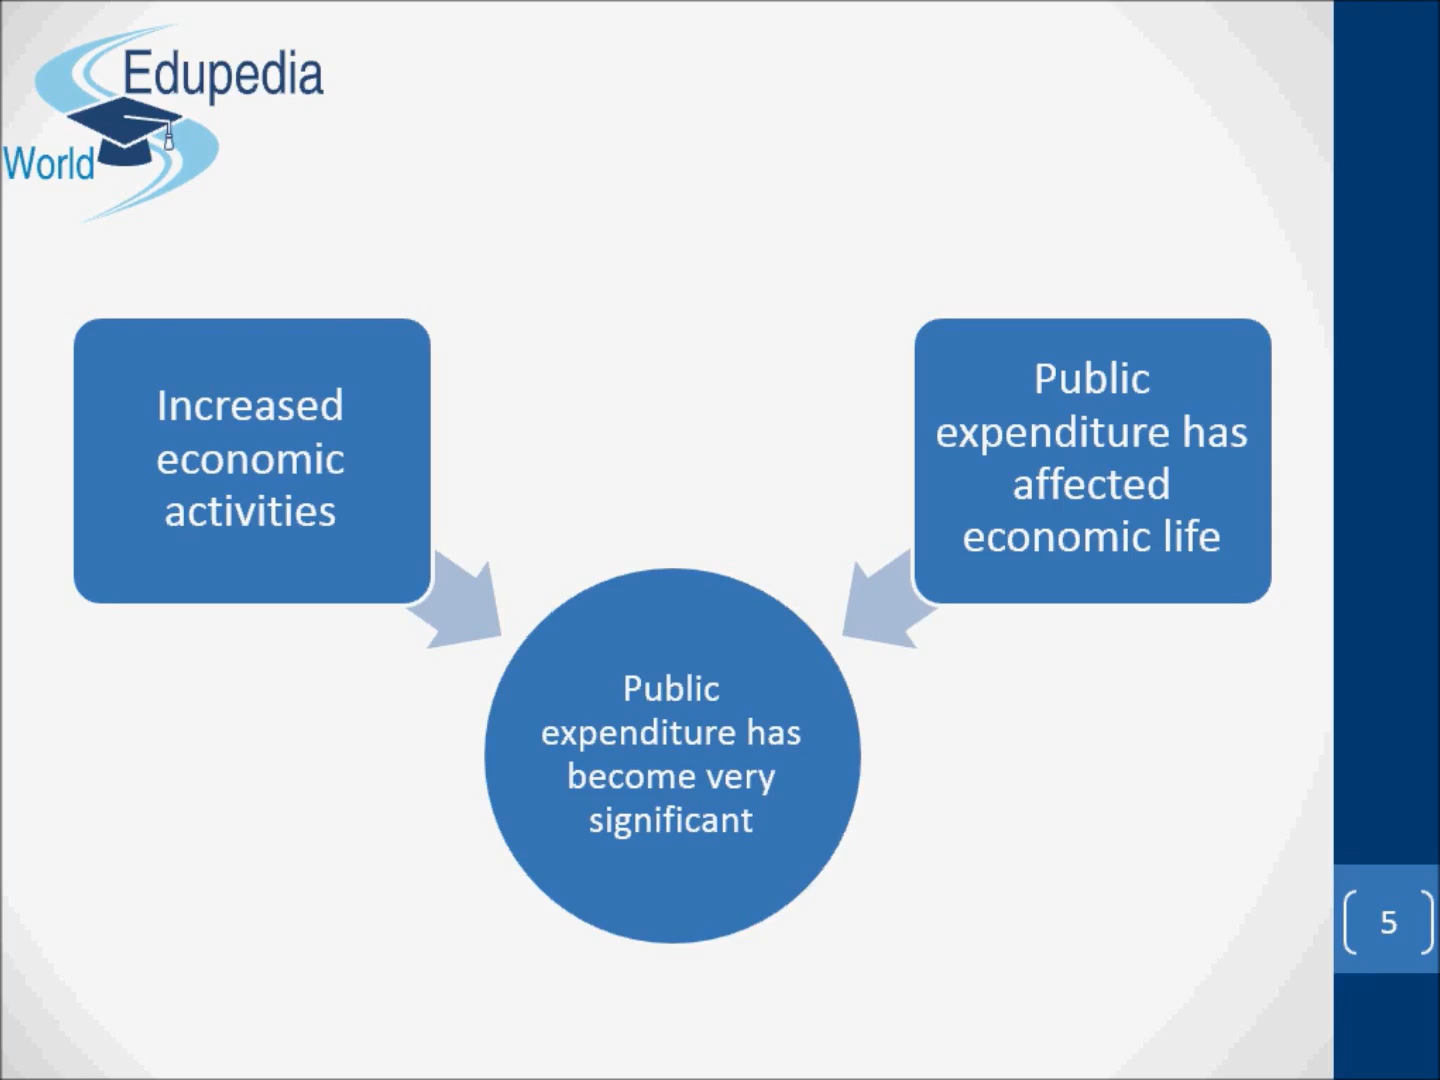 Edupedia
World
Increased
economic
activities
Public
expenditure has
affected
economic life
Public
expenditure has
become very
significant
5